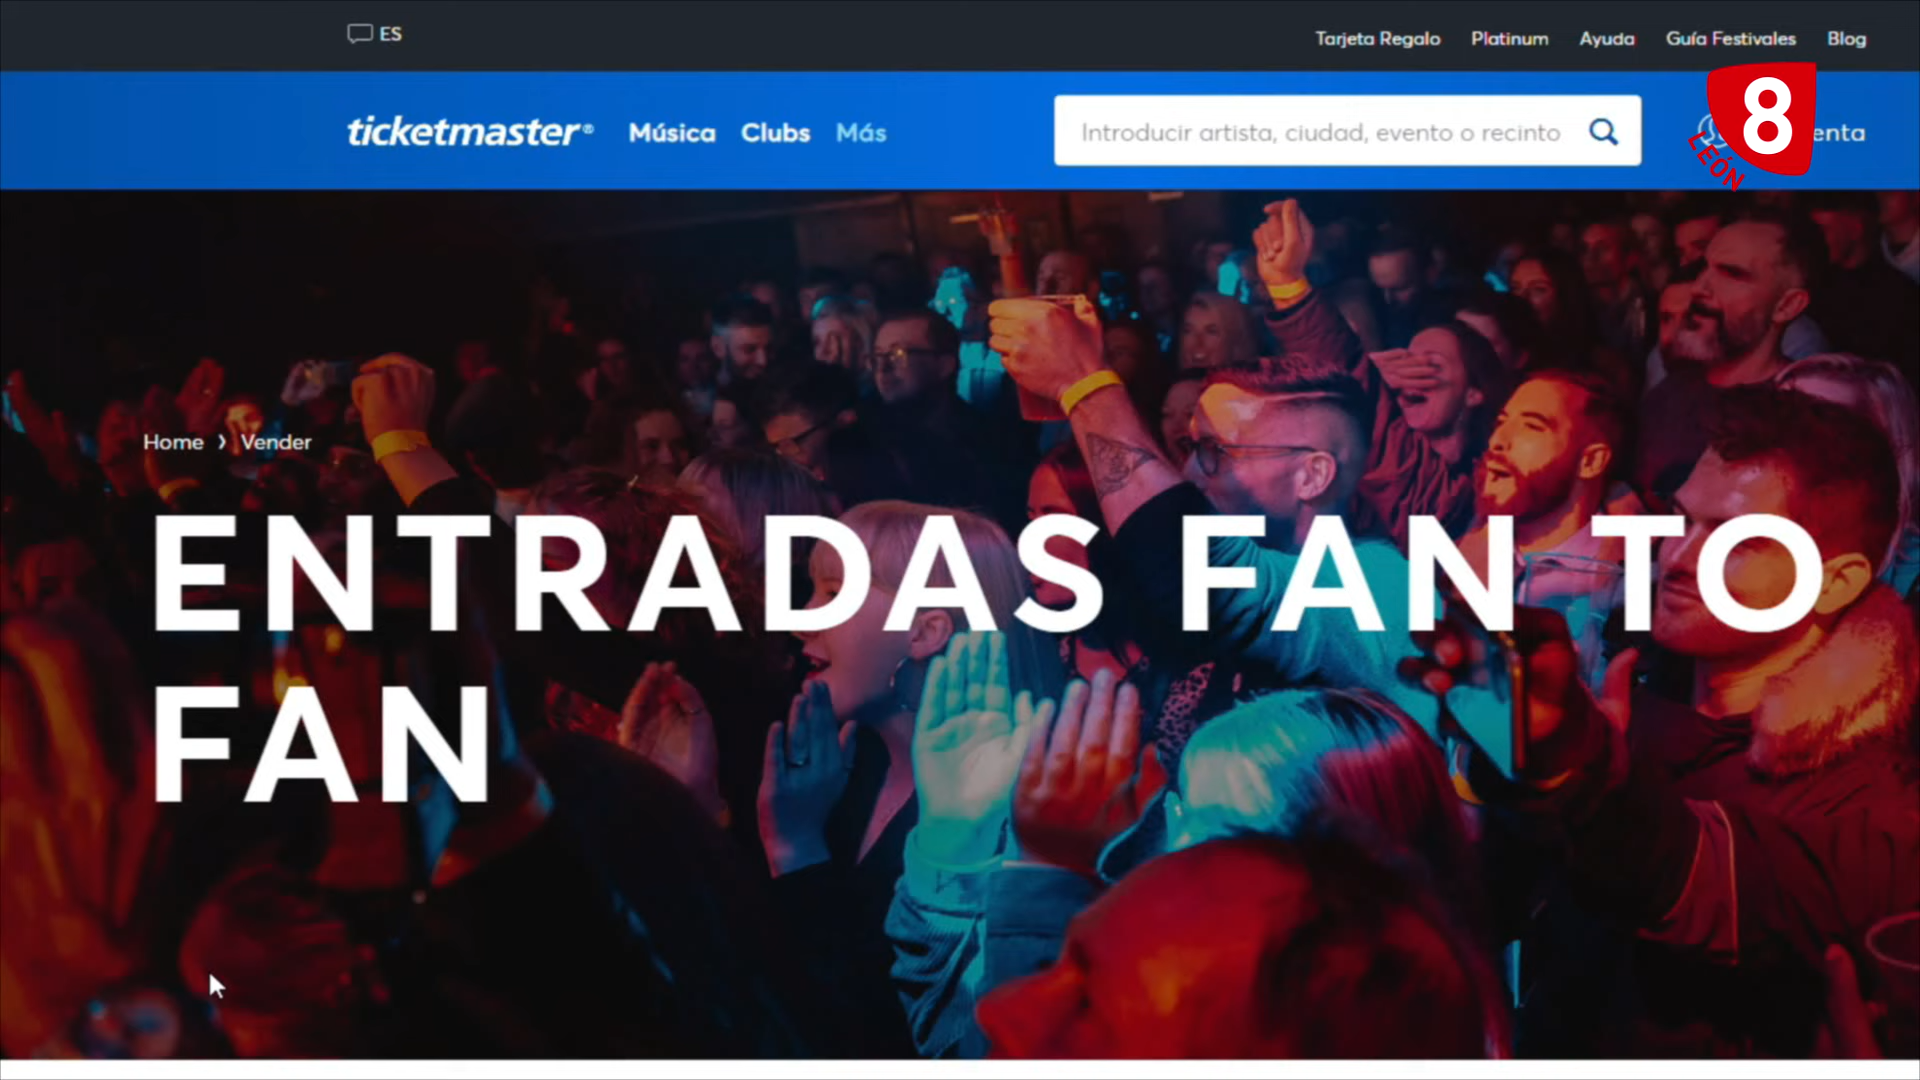 ES
Tarjeta Regalo Platinum Ayuda Guía Festivales Blog
ticketmaster® Música Clubs Más
Introducir artista, ciudad, evento o recinto
8
LEÓN
Home › Vender
ENTRADAS FAN TO
FAN